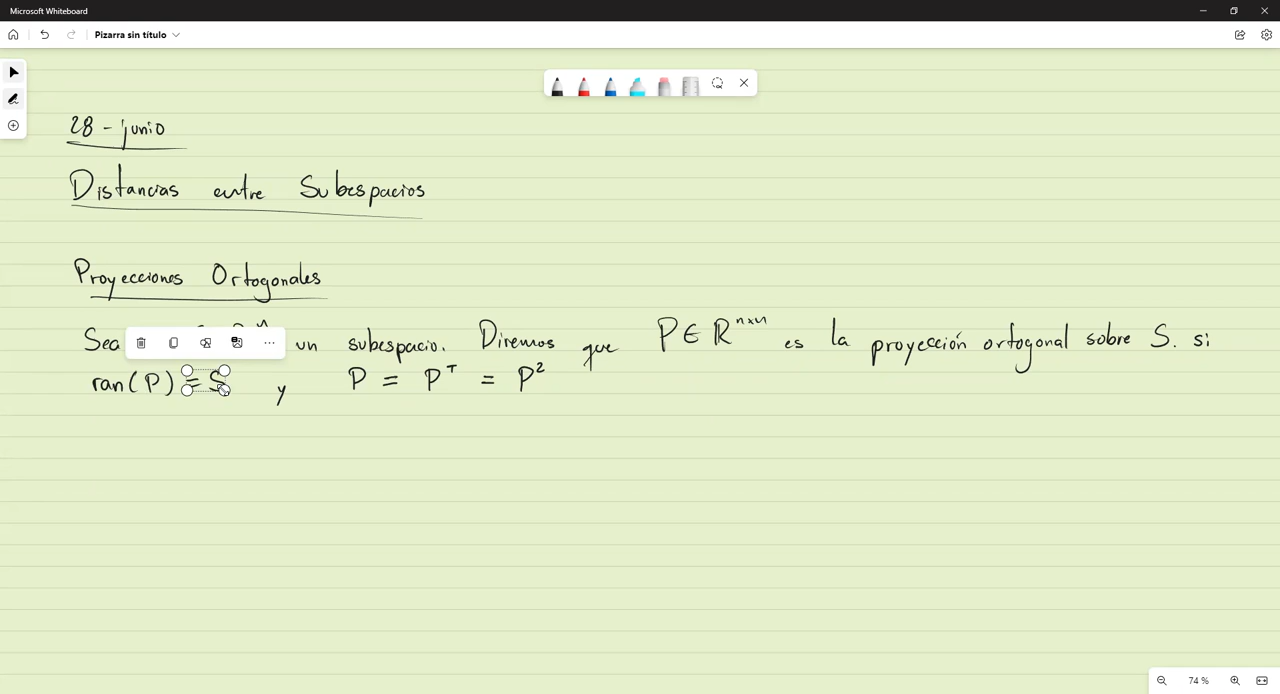 Microsoft Whiteboard
Pizarra sin título
28 - junio
Distancias entre Subespacios
Proyecciones Ortogonales
Sea un subespacio. Diremos que P ∈ R^{n×n} es la proyección ortogonal sobre S. si
ran(P) = S y P = P^T = P^2
74 %